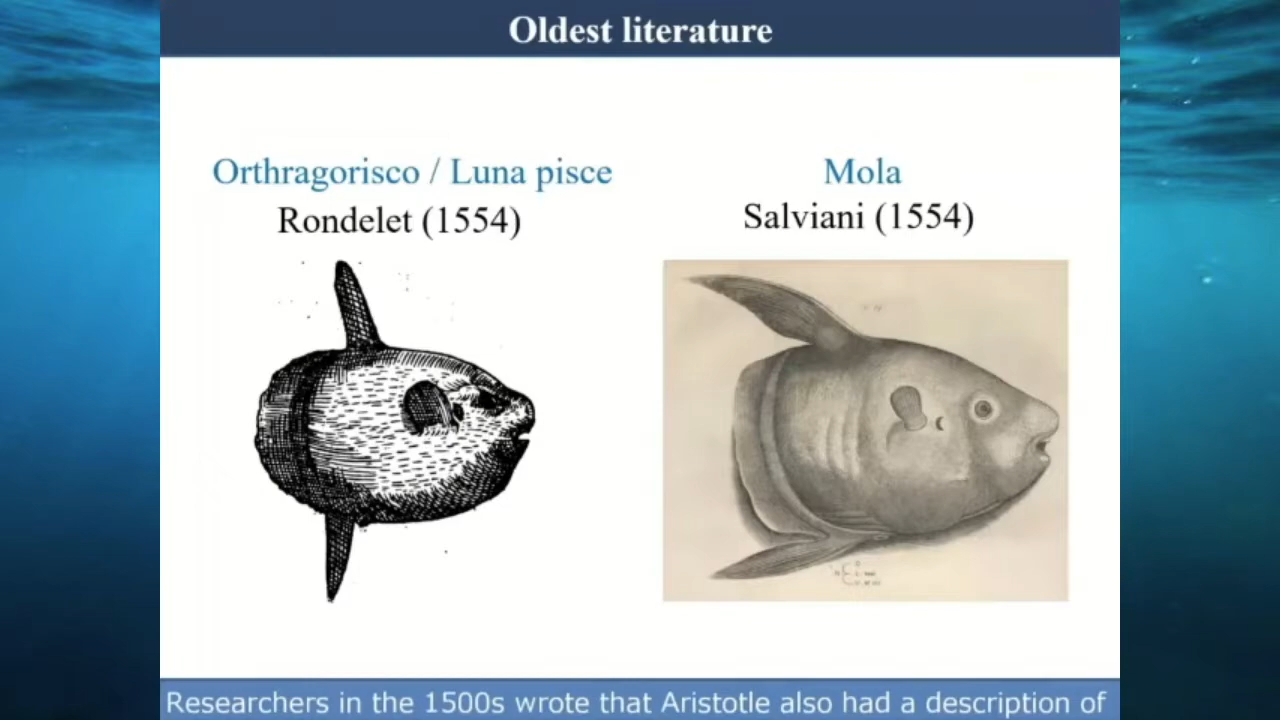 Oldest literature
Orthragorisco / Luna pisce
Rondelet (1554)
Mola
Salviani (1554)
Researchers in the 1500s wrote that Aristotle also had a description of